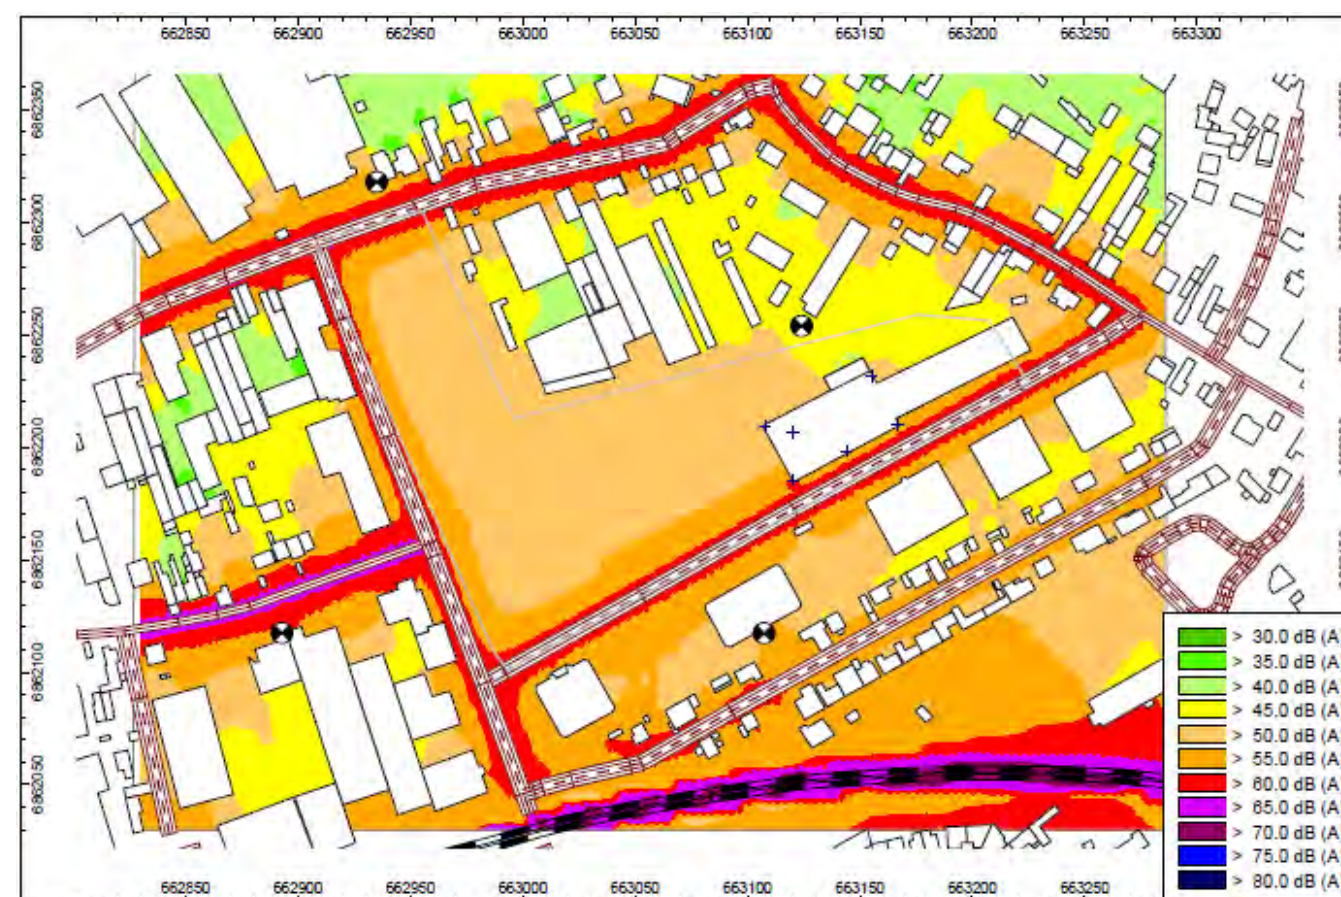 662850 662900 662950 663000 663050 663100 663150 663200 663250 663300
6862350
6862300
6862250
6862200
6862150
6862100
6862050
> 30.0 dB (A
> 35.0 dB (A
> 40.0 dB (A
> 45.0 dB (A
> 50.0 dB (A
> 55.0 dB (A
> 60.0 dB (A
> 65.0 dB (A
> 70.0 dB (A
> 75.0 dB (A
> 80.0 dB (A
662850 662900 662950 663000 663050 663100 663150 663200 663250